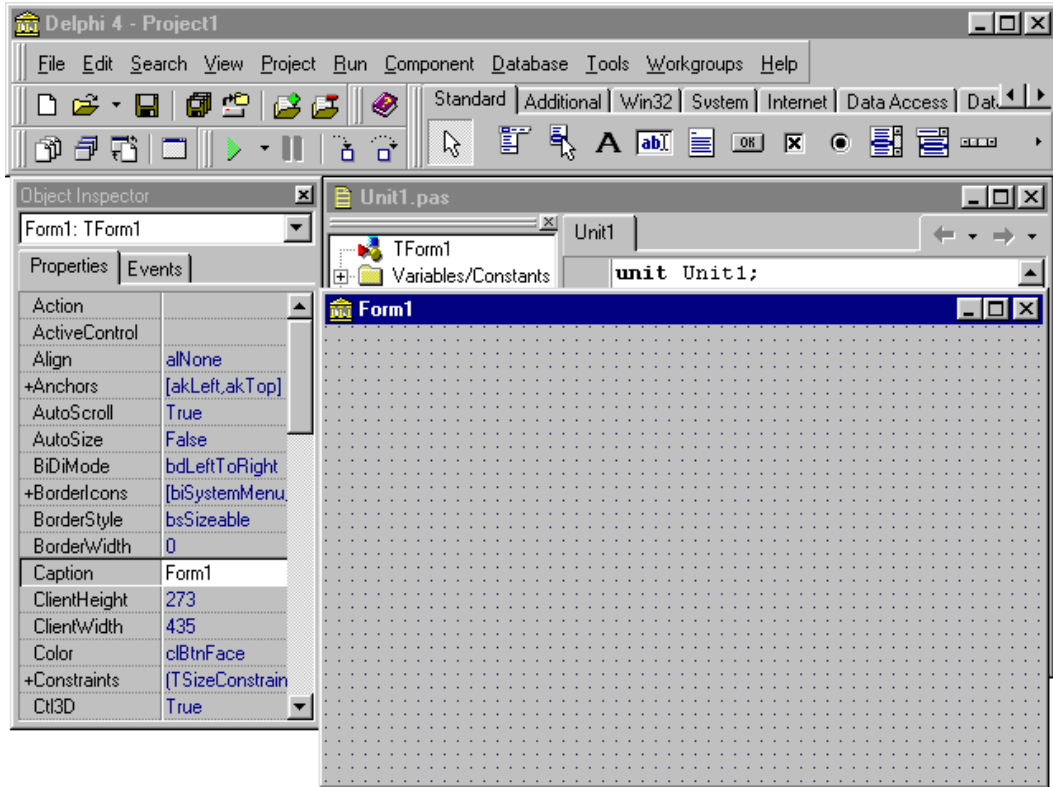 Delphi 4 - Project1
File Edit Search View Project Run Component Database Tools Workgroups Help
Standard Additional Win32 System Internet Data Access Dat
A ab OK
Object Inspector
Form1: TForm1
Properties Events
Action
ActiveControl
Align alNone
+Anchors [akLeft,akTop]
AutoScroll True
AutoSize False
BiDiMode bdLeftToRight
+BorderIcons [biSystemMenu,
BorderStyle bsSizeable
BorderWidth 0
Caption Form1
ClientHeight 273
ClientWidth 435
Color clBtnFace
+Constraints (TSizeConstrain
Ctl3D True
Unit1.pas
TForm1
Variables/Constants
Unit1
unit Unit1;
Form1